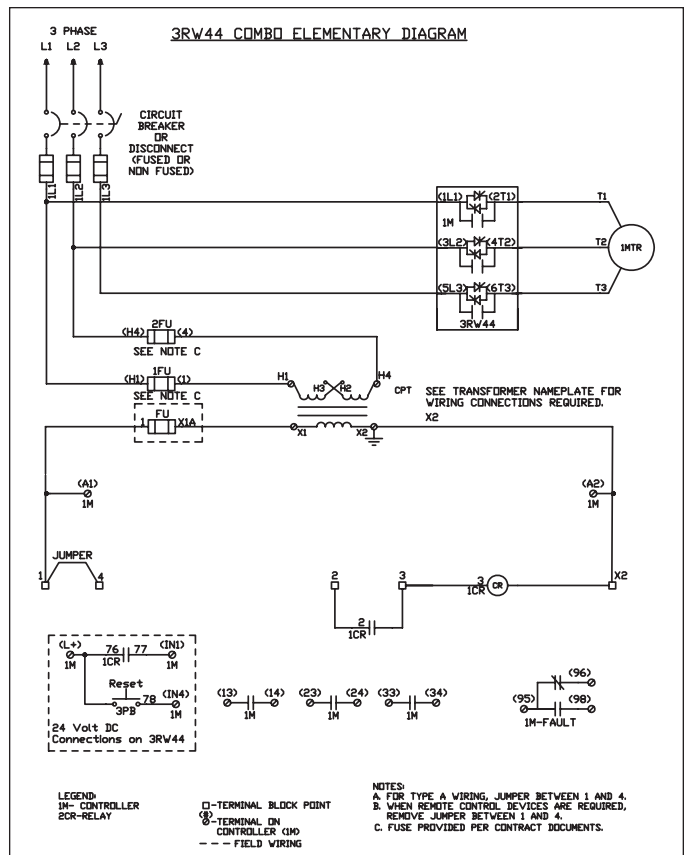 3RW44 COMBO ELEMENTARY DIAGRAM
3 PHASE
L1 L2 L3
CIRCUIT
BREAKER
OR
DISCONNECT
(FUSED OR
NON FUSED)
1L1 1L2 1L3
(1L1) (2T1) T1
1M
(3L2) (4T2) T2
1MTR
(5L3) (6T3) T3
3RW44
2FU
(H4) (4)
SEE NOTE C
1FU
(H1) (1)
SEE NOTE C
H1 H3 H2 H4
CPT
SEE TRANSFORMER NAMEPLATE FOR
WIRING CONNECTIONS REQUIRED.
FU
1 X1A
X1 X2
X2
(A1)
1M
(A2)
1M
JUMPER
1 4
2 3
3
CR
1CR
X2
2
1CR
(L+) 76 77 (IN1)
1M 1CR 1M
Reset
78 (IN4)
3PB 1M
24 Volt DC
Connections on 3RW44
(13) (14) (23) (24) (33) (34)
1M 1M 1M
(96)
(95) (98)
1M-FAULT
LEGEND:
1M- CONTROLLER
2CR-RELAY
□-TERMINAL BLOCK POINT
(#)
⊘-TERMINAL ON
CONTROLLER (1M)
--- FIELD WIRING
NOTES:
A. FOR TYPE A WIRING, JUMPER BETWEEN 1 AND 4.
B. WHEN REMOTE CONTROL DEVICES ARE REQUIRED,
REMOVE JUMPER BETWEEN 1 AND 4.
C. FUSE PROVIDED PER CONTRACT DOCUMENTS.